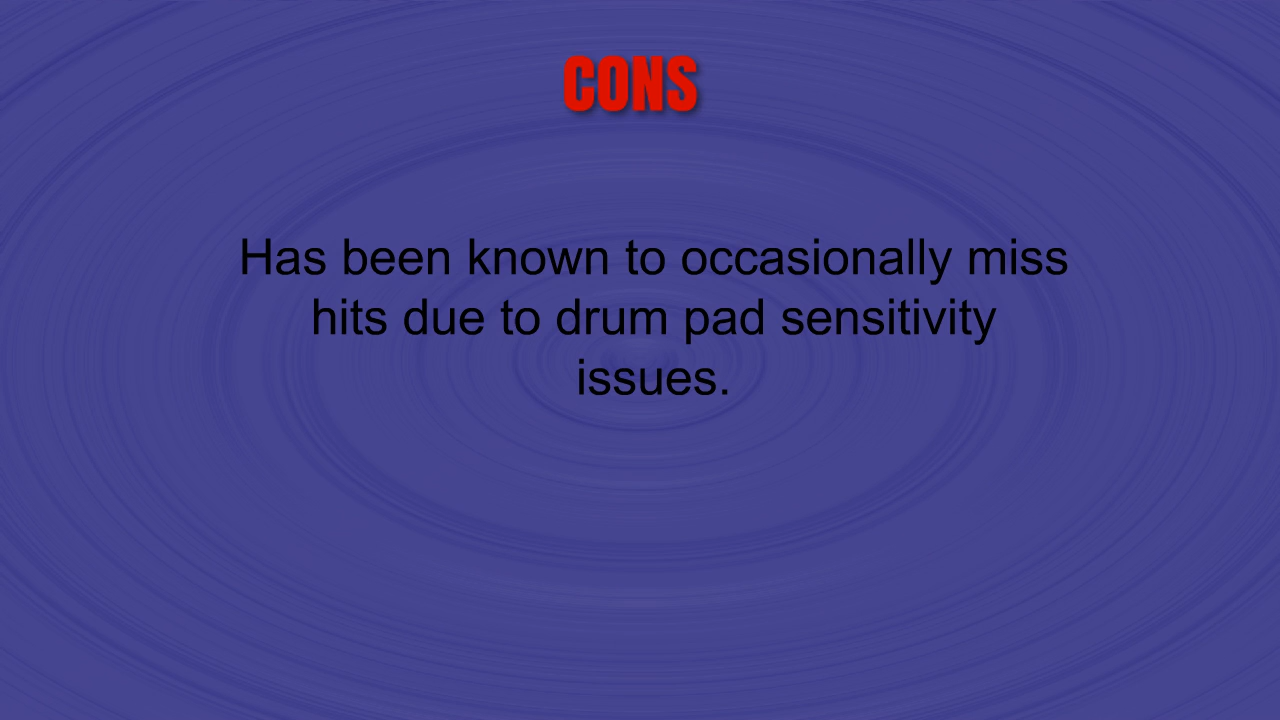 CONS
Has been known to occasionally miss
hits due to drum pad sensitivity
issues.